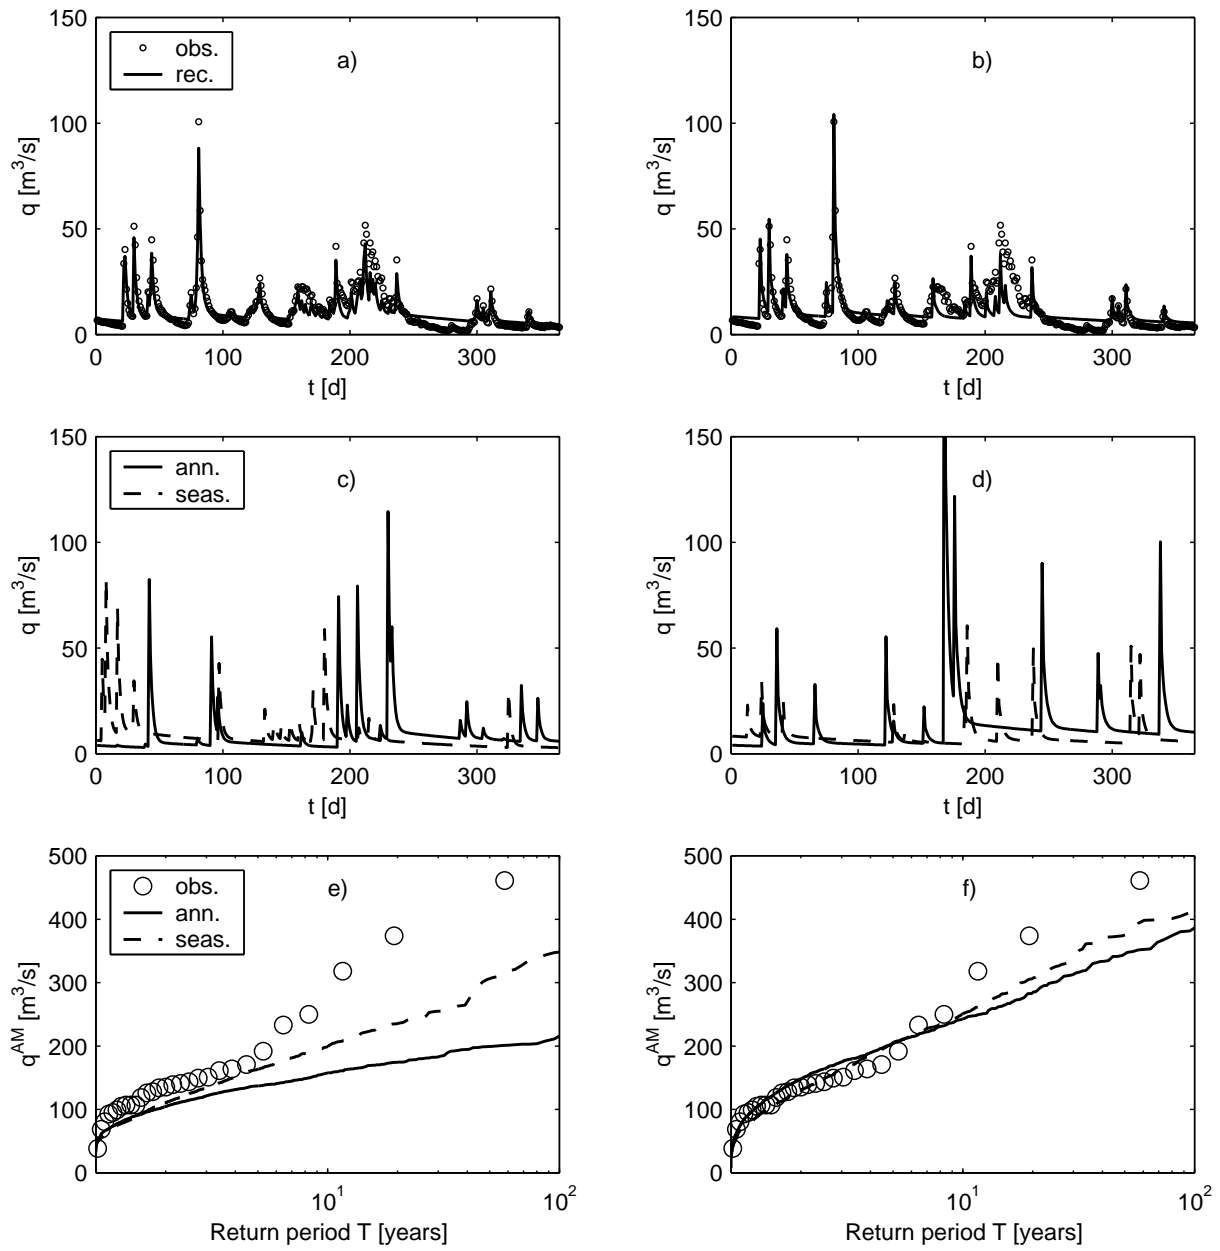 150
100
50
0
q [m³/s]
obs.
rec.
a)
0
100
200
300
t [d]
150
100
50
0
q [m³/s]
b)
0
100
200
300
t [d]
150
100
50
0
q [m³/s]
ann.
seas.
c)
0
100
200
300
t [d]
150
100
50
0
q [m³/s]
d)
0
100
200
300
t [d]
500
400
300
200
100
0
q^AM [m³/s]
obs.
ann.
seas.
e)
10¹
10²
Return period T [years]
500
400
300
200
100
0
q^AM [m³/s]
f)
10¹
10²
Return period T [years]